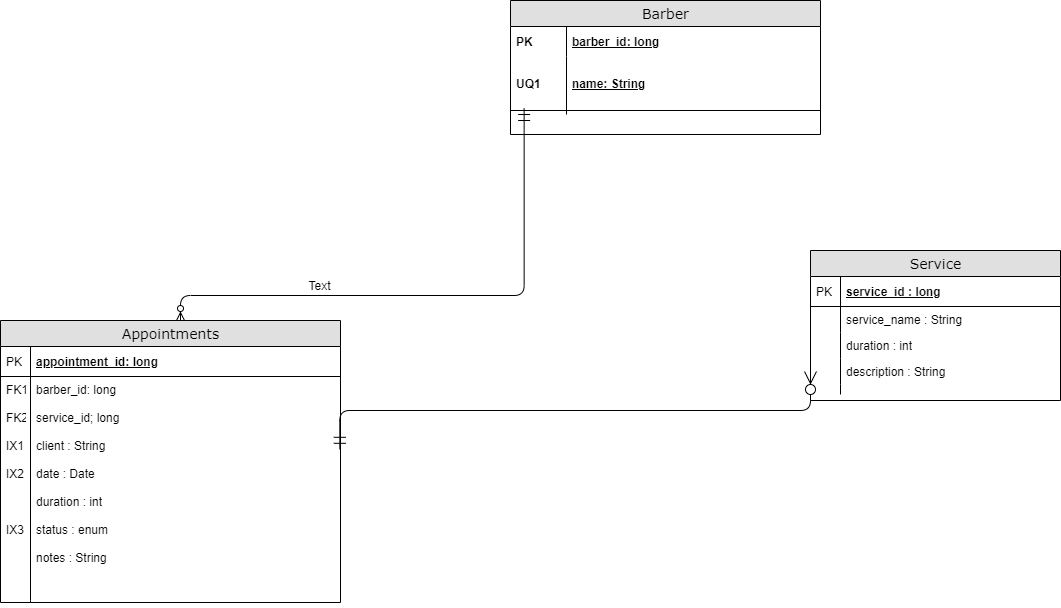 Barber
PK barber_id: long
UQ1 name: String
Text
Service
PK service_id : long
service_name : String
duration : int
description : String
Appointments
PK appointment_id: long
FK1 barber_id: long
FK2 service_id; long
IX1 client : String
IX2 date : Date
duration : int
IX3 status : enum
notes : String